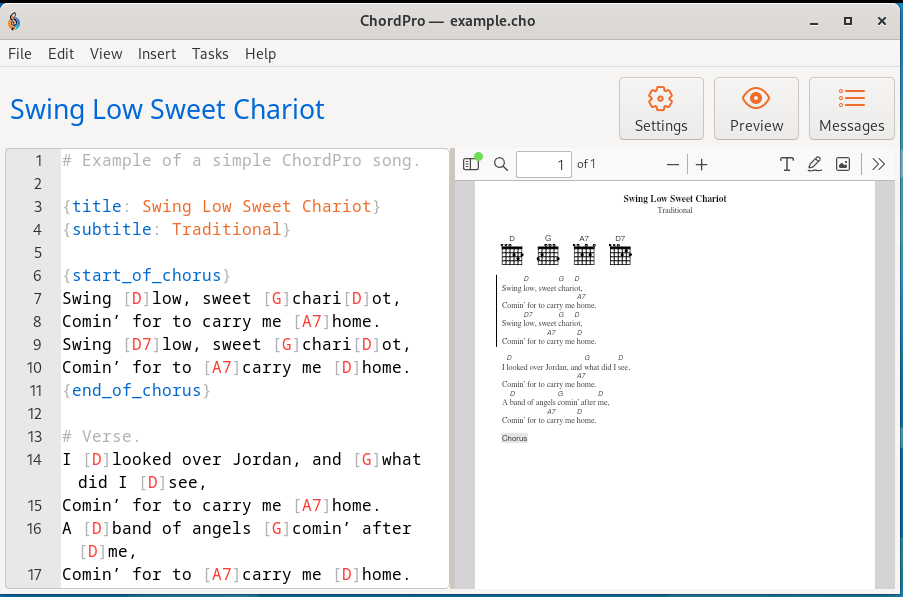 ChordPro — example.cho
File Edit View Insert Tasks Help
Swing Low Sweet Chariot
Settings Preview Messages
1 # Example of a simple ChordPro song.
2
3 {title: Swing Low Sweet Chariot}
4 {subtitle: Traditional}
5
6 {start_of_chorus}
7 Swing [D]low, sweet [G]chari[D]ot,
8 Comin’ for to carry me [A7]home.
9 Swing [D7]low, sweet [G]chari[D]ot,
10 Comin’ for to [A7]carry me [D]home.
11 {end_of_chorus}
12
13 # Verse.
14 I [D]looked over Jordan, and [G]what
did I [D]see,
15 Comin’ for to carry me [A7]home.
16 A [D]band of angels [G]comin’ after
[D]me,
17 Comin’ for to [A7]carry me [D]home.
1 of 1
Swing Low Sweet Chariot
Traditional
D G A7 D7
D G D
Swing low, sweet chariot,
A7
Comin’ for to carry me home.
D7 G D
Swing low, sweet chariot,
A7 D
Comin’ for to carry me home.
D G D
I looked over Jordan, and what did I see,
A7
Comin’ for to carry me home.
D G D
A band of angels comin’ after me,
A7 D
Comin’ for to carry me home.
Chorus